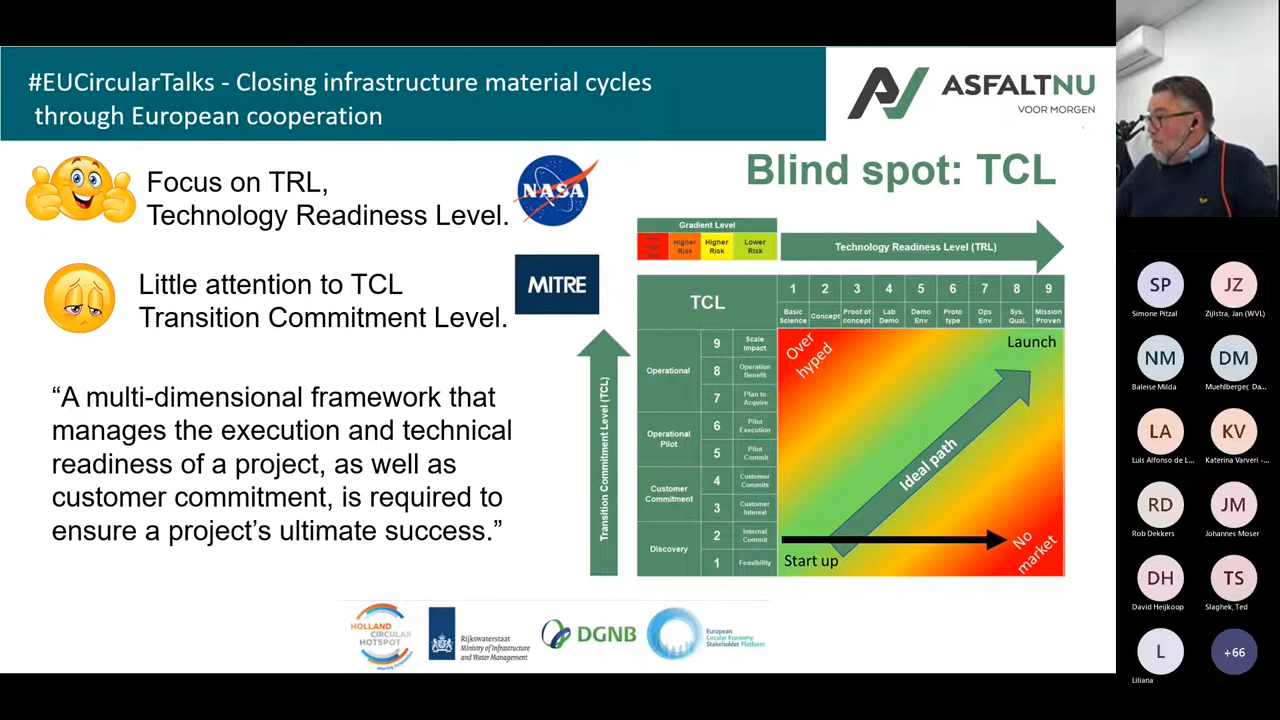 #EUCircularTalks - Closing infrastructure material cycles
through European cooperation
ASFALTNU
VOOR MORGEN
Blind spot: TCL
Focus on TRL,
Technology Readiness Level.
NASA
Little attention to TCL
Transition Commitment Level.
MITRE
“A multi-dimensional framework that
manages the execution and technical
readiness of a project, as well as
customer commitment, is required to
ensure a project’s ultimate success.”
Gradient Level
Higher
Risk
Higher
Risk
Lower
Risk
Technology Readiness Level (TRL)
TCL
1 2 3 4 5 6 7 8 9
Basic
Science
Concept
Proof of
concept
Lab
Demo
Demo
Env
Proto
type
Ops
Env
Sys.
Qual.
Mission
Proven
Transition Commitment Level (TCL)
Operational
9 Scale
Impact
8 Operation
Benefit
7 Plan to
Acquire
Operational
Pilot
6 Pilot
Execution
5 Pilot
Commit
Customer
Commitment
4 Customer
Commits
3 Customer
Interest
Discovery
2 Internal
Commit
1 Feasibility
Over
hyped
Launch
Ideal path
Start up
No
market
HOLLAND
CIRCULAR
HOTSPOT
Rijkswaterstaat
Ministry of Infrastructure
and Water Management
DGNB
European
Circular Economy
Stakeholder Platform
SP
Simone Pitzal
JZ
Zijlstra, Jan (WVL)
NM
Baleise Milda
DM
Muehlberger, Da...
LA
Luis Alfonso de L...
KV
Katerina Varveri -...
RD
Rob Dekkers
JM
Johannes Moser
DH
David Heijkoop
TS
Slaghek, Ted
L
Liliana
+66